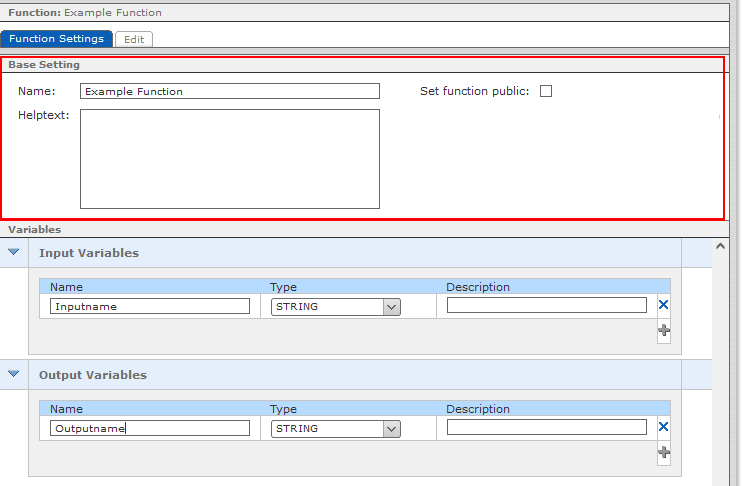 Function: Example Function
Function Settings Edit
Base Setting
Name: Example Function Set function public:
Helptext:
Variables
Input Variables
Name Type Description
Inputname STRING
Output Variables
Name Type Description
Outputname STRING